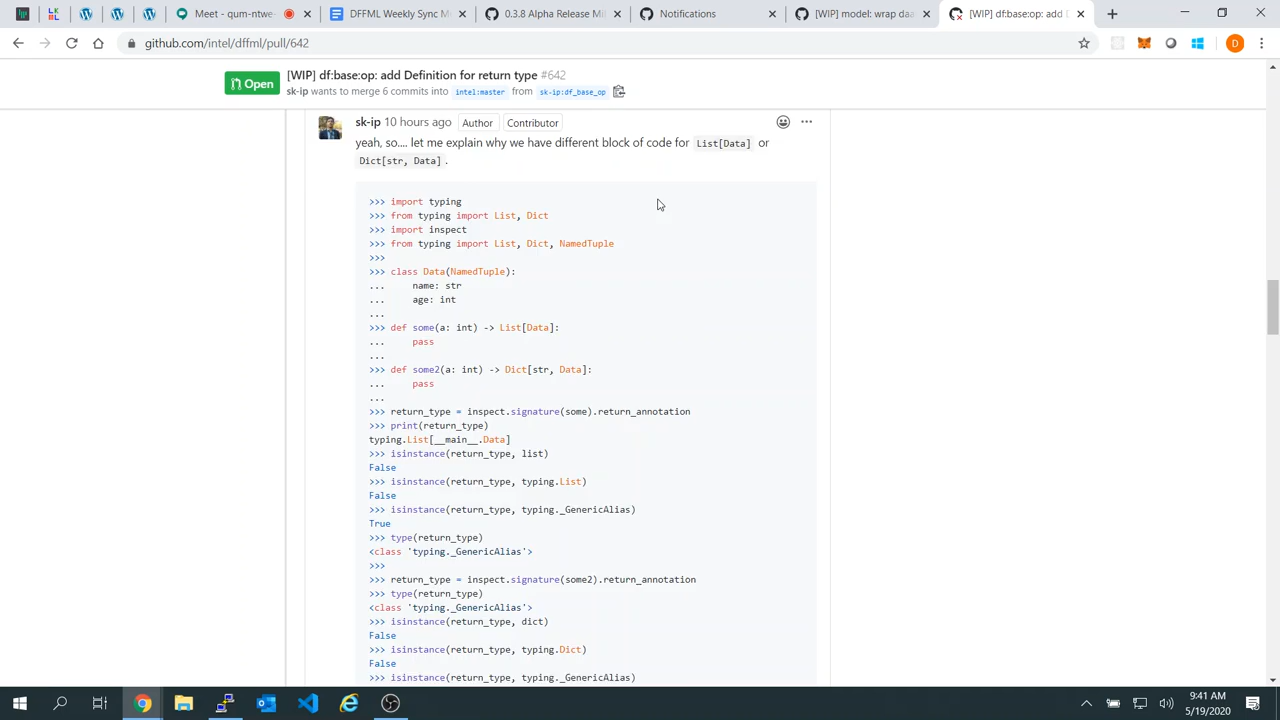 Meet - qum-ntwe-
DFFML Weekly Sync M
0.3.8 Alpha Release Mil
Notifications
[WIP] model: wrap daa
[WIP] df:base:op: add D
github.com/intel/dffml/pull/642
D
Open
[WIP] df:base:op: add Definition for return type #642
sk-ip wants to merge 6 commits into intel:master from sk-ip:df_base_op
sk-ip 10 hours ago Author Contributor
yeah, so.... let me explain why we have different block of code for List[Data] or
Dict[str, Data] .
>>> import typing
>>> from typing import List, Dict
>>> import inspect
>>> from typing import List, Dict, NamedTuple
>>>
>>> class Data(NamedTuple):
... name: str
... age: int
...
>>> def some(a: int) -> List[Data]:
... pass
...
>>> def some2(a: int) -> Dict[str, Data]:
... pass
...
>>> return_type = inspect.signature(some).return_annotation
>>> print(return_type)
typing.List[__main__.Data]
>>> isinstance(return_type, list)
False
>>> isinstance(return_type, typing.List)
False
>>> isinstance(return_type, typing._GenericAlias)
True
>>> type(return_type)
<class 'typing._GenericAlias'>
>>>
>>> return_type = inspect.signature(some2).return_annotation
>>> type(return_type)
<class 'typing._GenericAlias'>
>>> isinstance(return_type, dict)
False
>>> isinstance(return_type, typing.Dict)
False
>>> isinstance(return_type, typing._GenericAlias)
9:41 AM
5/19/2020